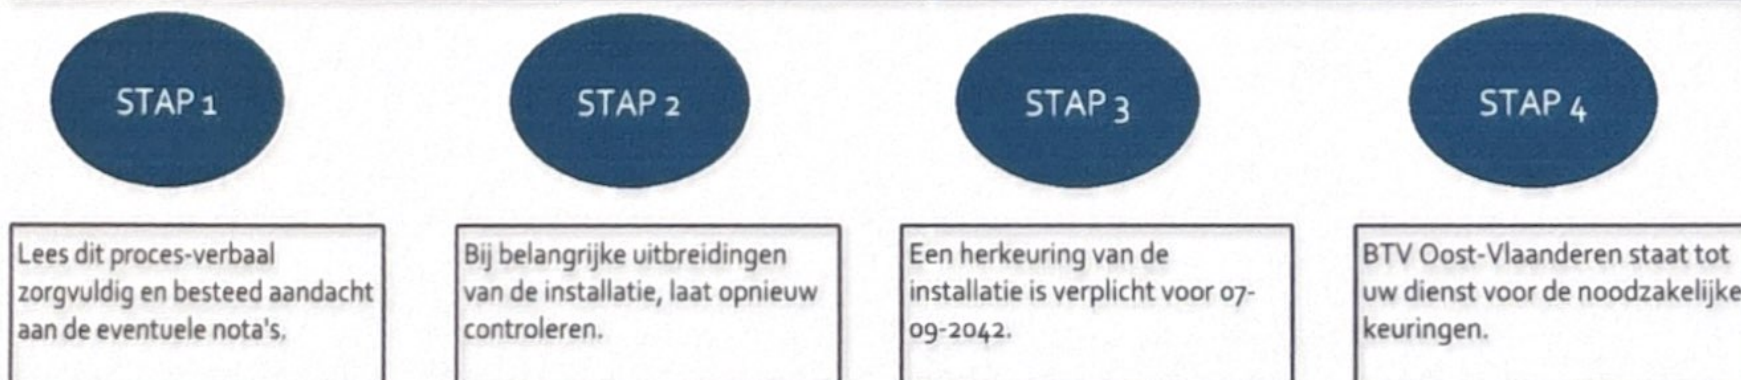 STAP 1
Lees dit proces-verbaal
zorgvuldig en besteed aandacht
aan de eventuele nota's.
STAP 2
Bij belangrijke uitbreidingen
van de installatie, laat opnieuw
controleren.
STAP 3
Een herkeuring van de
installatie is verplicht voor 07-
09-2042.
STAP 4
BTV Oost-Vlaanderen staat tot
uw dienst voor de noodzakelijke
keuringen.